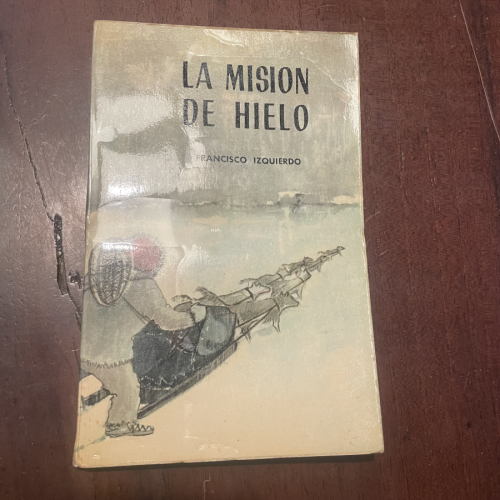 LA MISION
DE HIELO
FRANCISCO IZQUIERDO